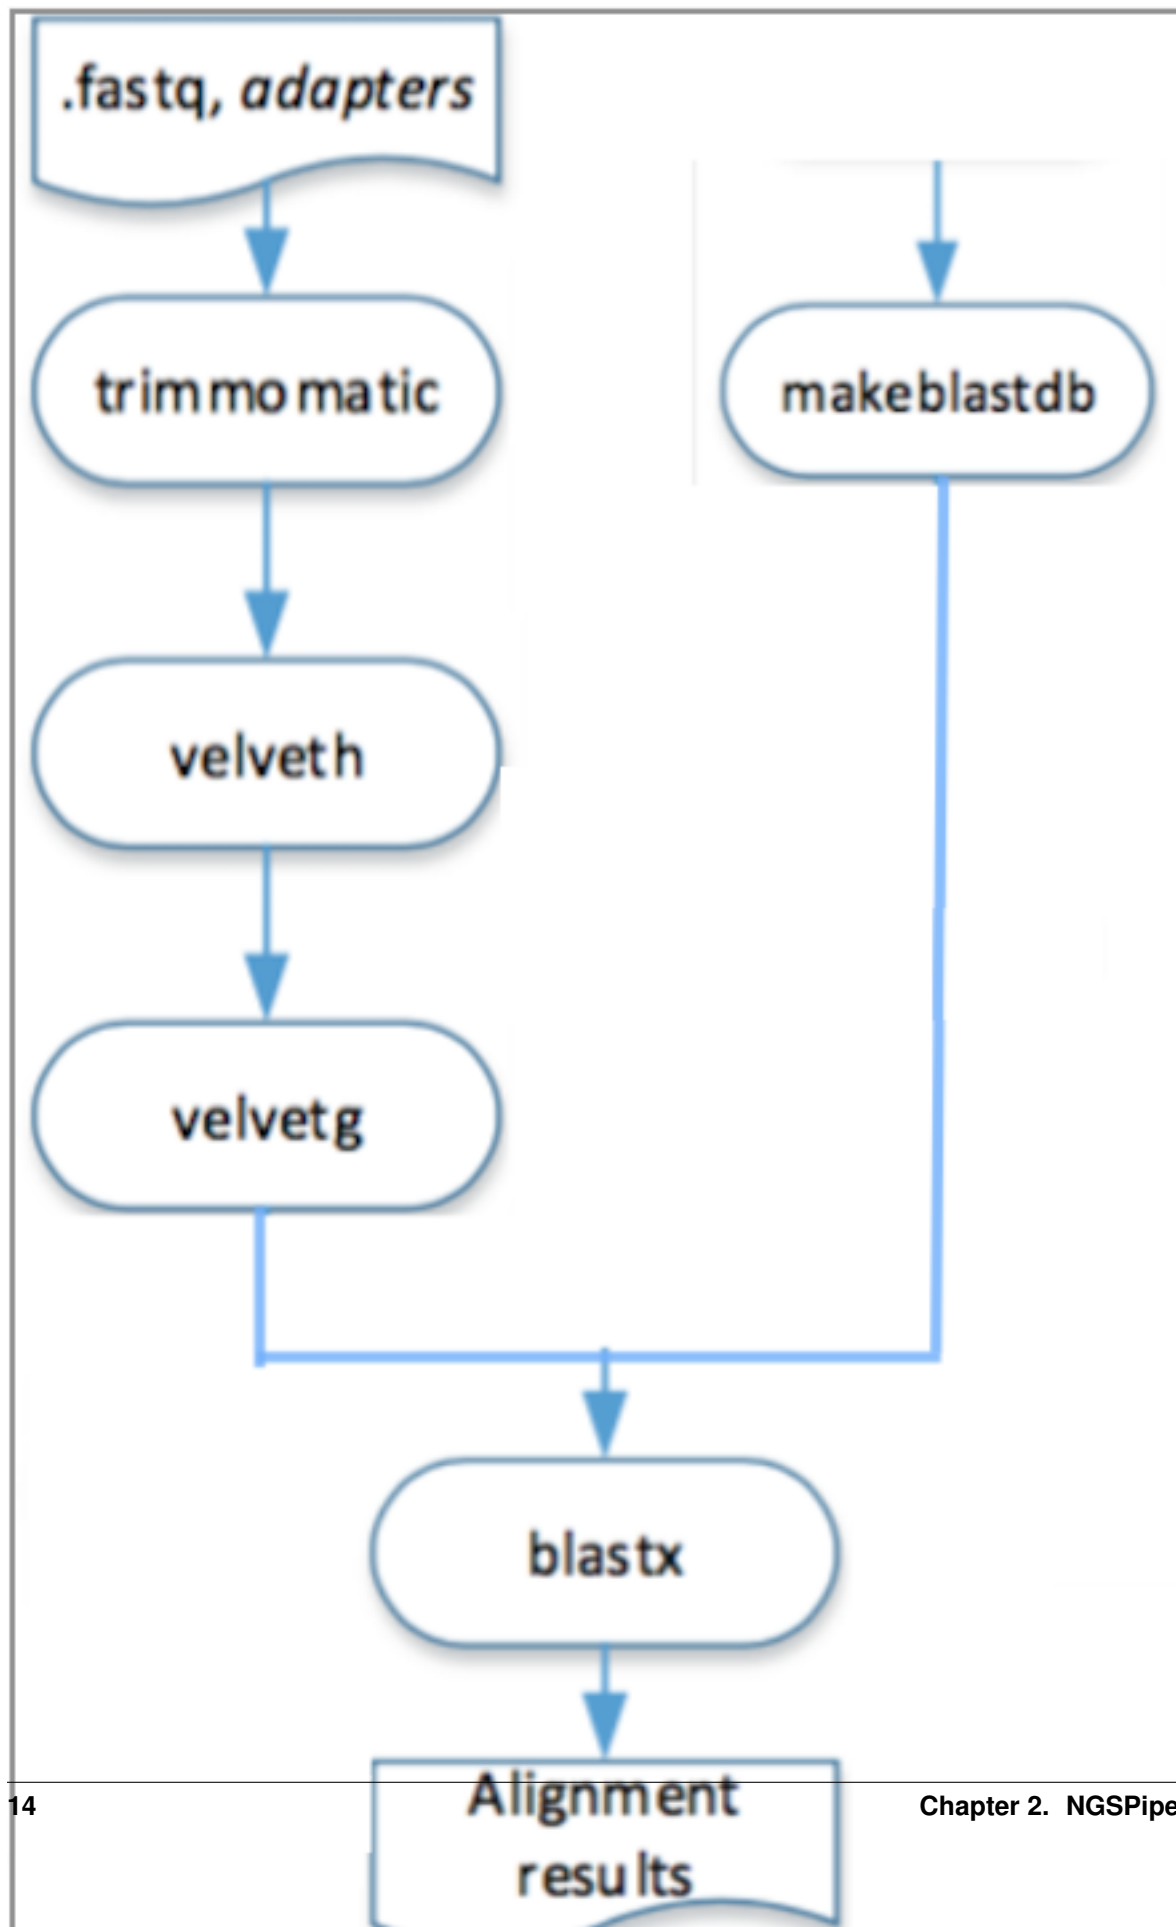 .fastq, adapters
trimmomatic
makeblastdb
velveth
velvetg
blastx
Alignment
results
14
Chapter 2. NGSPipe